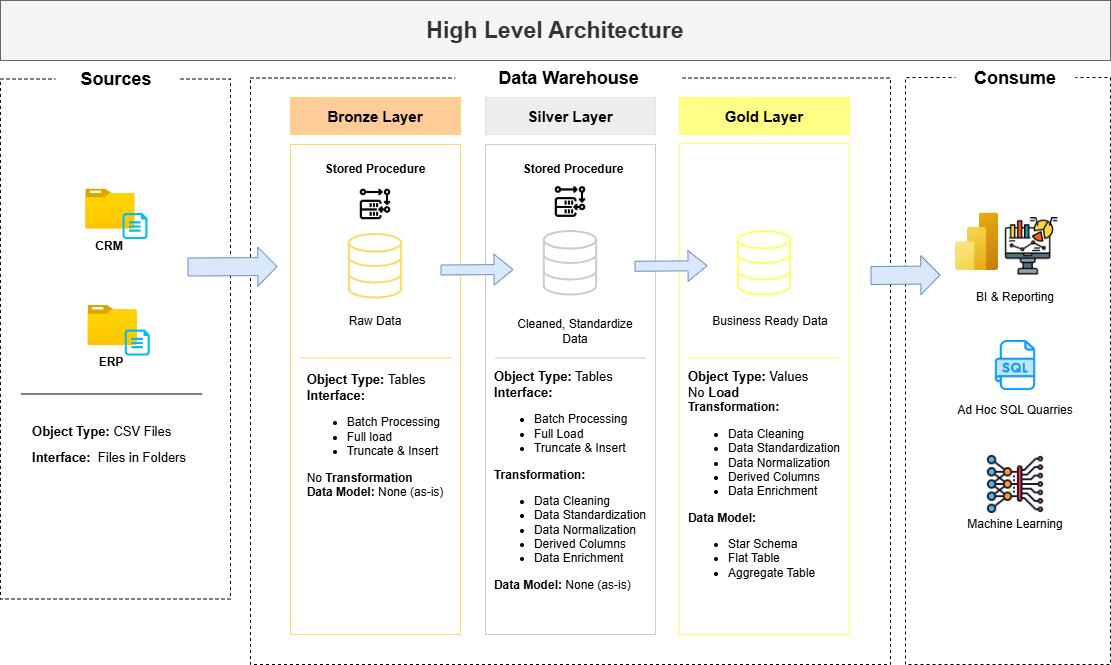 High Level Architecture
Sources
CRM
ERP
Object Type: CSV Files
Interface: Files in Folders
Data Warehouse
Bronze Layer
Stored Procedure
Raw Data
Object Type: Tables
Interface:
Batch Processing
Full load
Truncate & Insert
No Transformation
Data Model: None (as-is)
Silver Layer
Stored Procedure
Cleaned, Standardize
Data
Object Type: Tables
Interface:
Batch Processing
Full Load
Truncate & Insert
Transformation:
Data Cleaning
Data Standardization
Data Normalization
Derived Columns
Data Enrichment
Data Model: None (as-is)
Gold Layer
Business Ready Data
Object Type: Values
No Load
Transformation:
Data Cleaning
Data Standardization
Data Normalization
Derived Columns
Data Enrichment
Data Model:
Star Schema
Flat Table
Aggregate Table
Consume
BI & Reporting
SQL
Ad Hoc SQL Quarries
Machine Learning